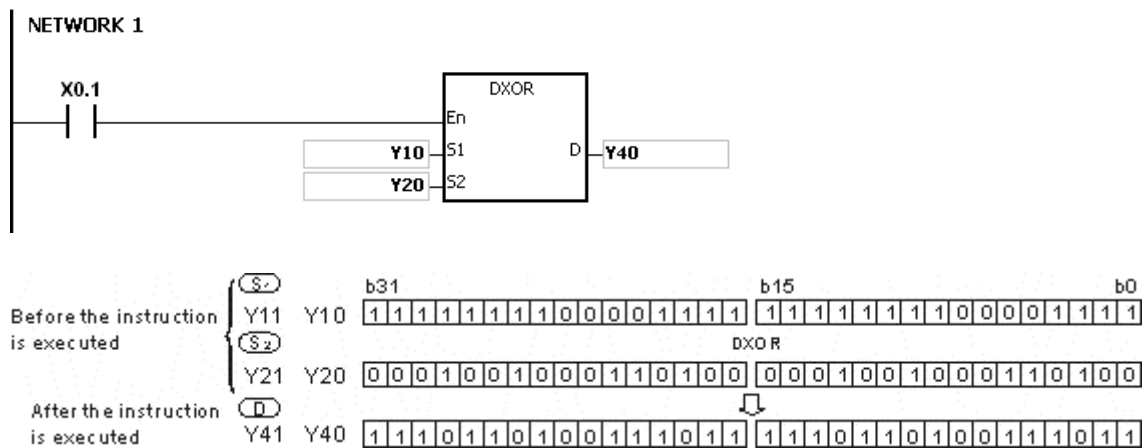 NETWORK 1
X0.1
DXOR
En
Y10 S1 D Y40
Y20 S2
S₁ b31 b15 b0
Before the instruction Y11 Y10 1 1 1 1 1 1 1 1 0 0 0 0 1 1 1 1 1 1 1 1 1 1 1 1 0 0 0 0 1 1 1 1
is executed S₂ DXOR
Y21 Y20 0 0 0 1 0 0 1 0 0 0 1 1 0 1 0 0 0 0 0 1 0 0 1 0 0 0 1 1 0 1 0 0
After the instruction D
is executed Y41 Y40 1 1 1 0 1 1 0 1 0 0 1 1 1 0 1 1 1 1 1 0 1 1 0 1 0 0 1 1 1 0 1 1